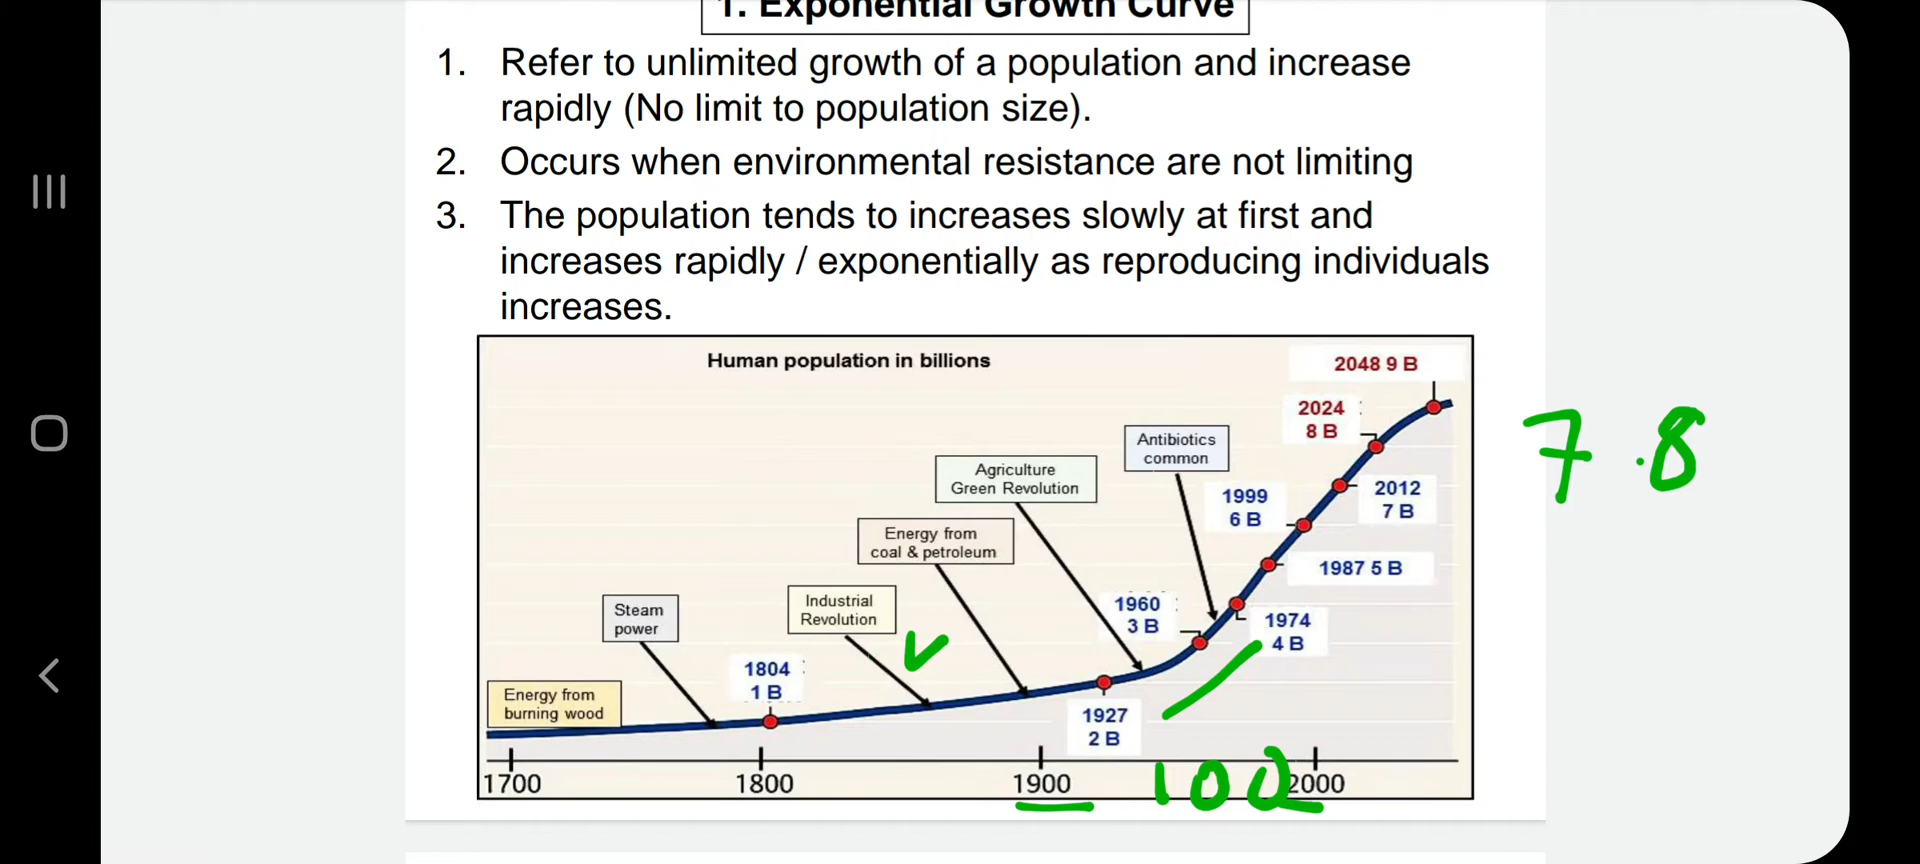 1. Exponential Growth Curve
1. Refer to unlimited growth of a population and increase
rapidly (No limit to population size).
2. Occurs when environmental resistance are not limiting
3. The population tends to increases slowly at first and
increases rapidly / exponentially as reproducing individuals
increases.
Human population in billions
2048 9 B
2024
8 B
7.8
Antibiotics
common
Agriculture
Green Revolution
1999
6 B
2012
7 B
Energy from
coal & petroleum
1987 5 B
Industrial
Revolution
Steam
power
1960
3 B
1974
4 B
1804
1 B
Energy from
burning wood
1927
2 B
1700
1800
1900
100
2000